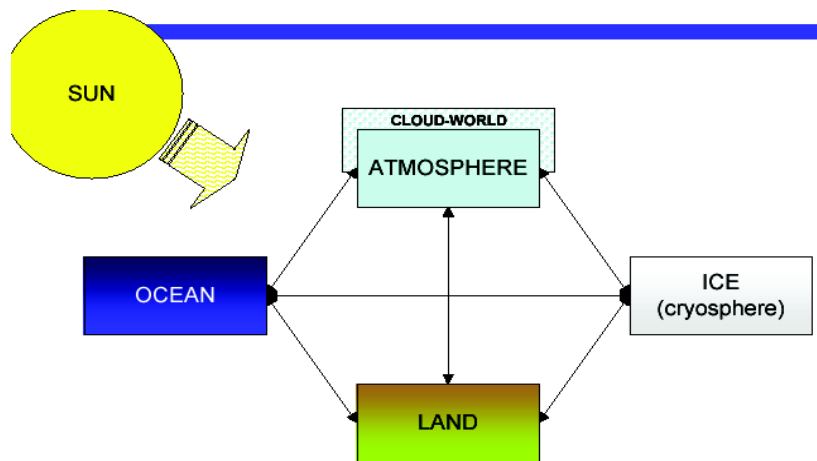 SUN
CLOUD-WORLD
ATMOSPHERE
OCEAN
ICE
(cryosphere)
LAND